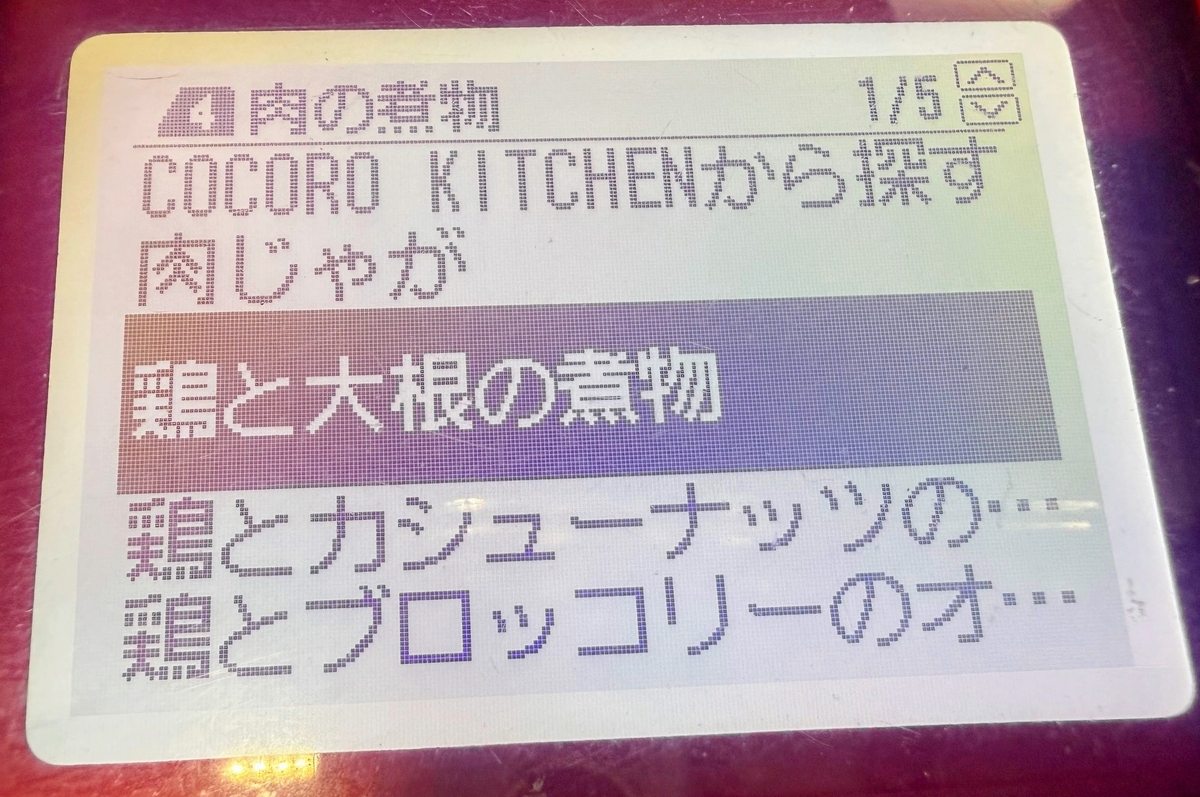 肉の煮物 1/5
COCORO KITCHENから探す
肉じゃが
鶏と大根の煮物
鶏とカシューナッツの…
鶏とブロッコリーのオ…